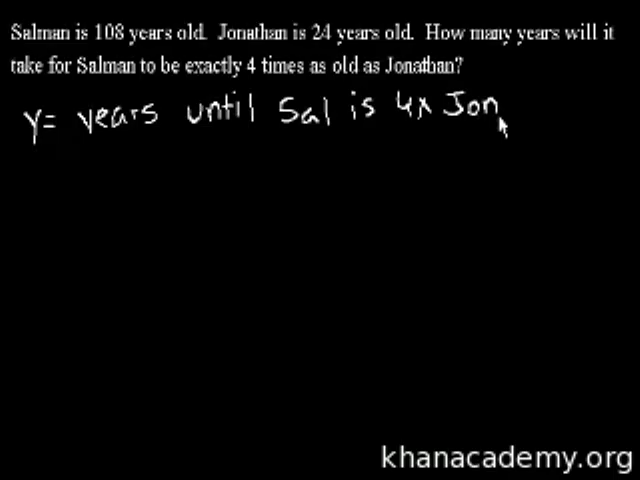 Salman is 108 years old. Jonathan is 24 years old. How many years will it
take for Salman to be exactly 4 times as old as Jonathan?
y= years until Sal is 4x Jon
khanacademy.org